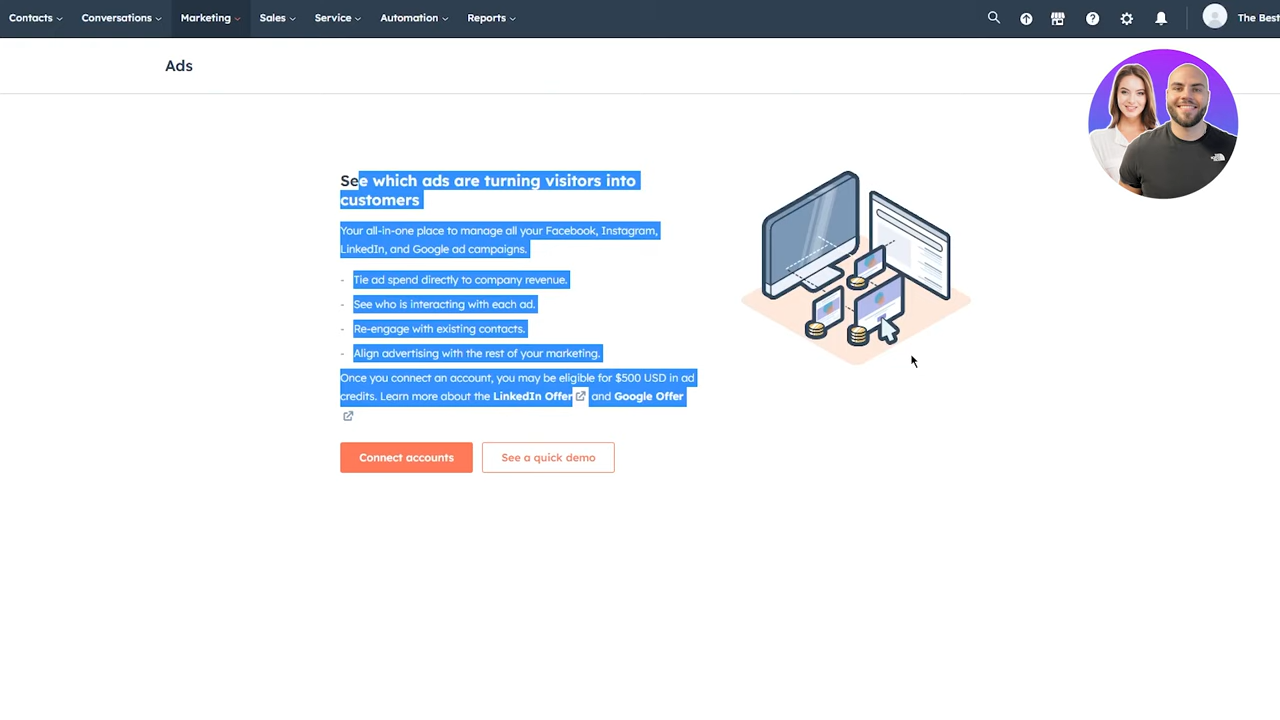 Contacts Conversations Marketing Sales Service Automation Reports The Best
Ads
See which ads are turning visitors into
customers
Your all-in-one place to manage all your Facebook, Instagram,
LinkedIn, and Google ad campaigns.
- Tie ad spend directly to company revenue.
- See who is interacting with each ad.
- Re-engage with existing contacts.
- Align advertising with the rest of your marketing.
Once you connect an account, you may be eligible for $500 USD in ad
credits. Learn more about the LinkedIn Offer and Google Offer
Connect accounts See a quick demo